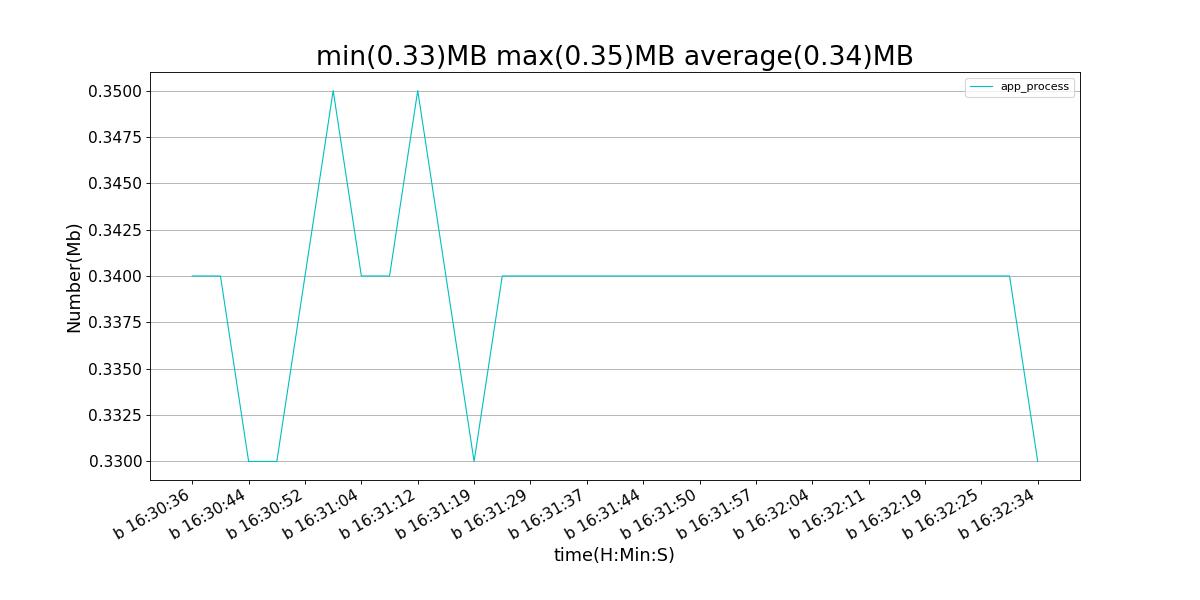 min(0.33)MB max(0.35)MB average(0.34)MB
app_process
0.3500
0.3475
0.3450
0.3425
0.3400
0.3375
0.3350
0.3325
0.3300
Number(Mb)
b 16:30:36
b 16:30:44
b 16:30:52
b 16:31:04
b 16:31:12
b 16:31:19
b 16:31:29
b 16:31:37
b 16:31:44
b 16:31:50
b 16:31:57
b 16:32:04
b 16:32:11
b 16:32:19
b 16:32:25
b 16:32:34
time(H:Min:S)